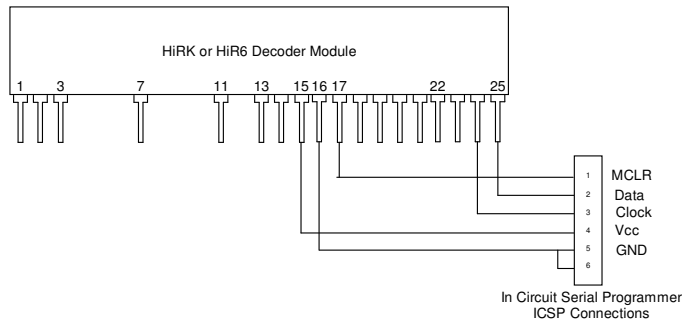 HiRK or HiR6 Decoder Module
1 3 7 11 13 15 16 17 22 25
1 MCLR
2 Data
3 Clock
4 Vcc
5 GND
6
In Circuit Serial Programmer
ICSP Connections